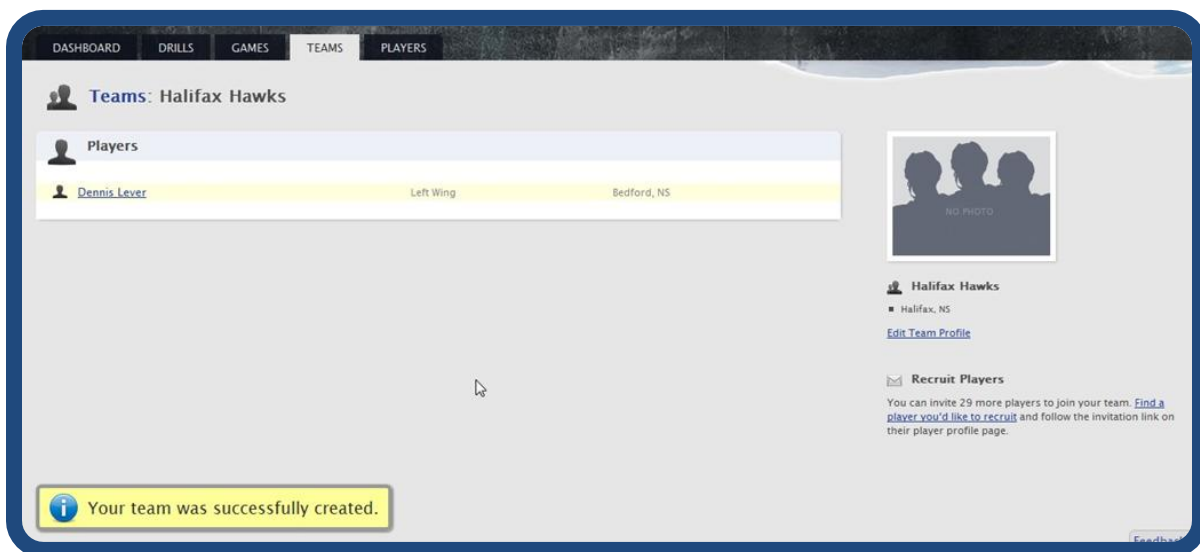 DASHBOARD DRILLS GAMES TEAMS PLAYERS
Teams: Halifax Hawks
Players
Dennis Lever Left Wing Bedford, NS
NO PHOTO
Halifax Hawks
Halifax, NS
Edit Team Profile
Recruit Players
You can invite 29 more players to join your team. Find a
player you'd like to recruit and follow the invitation link on
their player profile page.
Your team was successfully created.